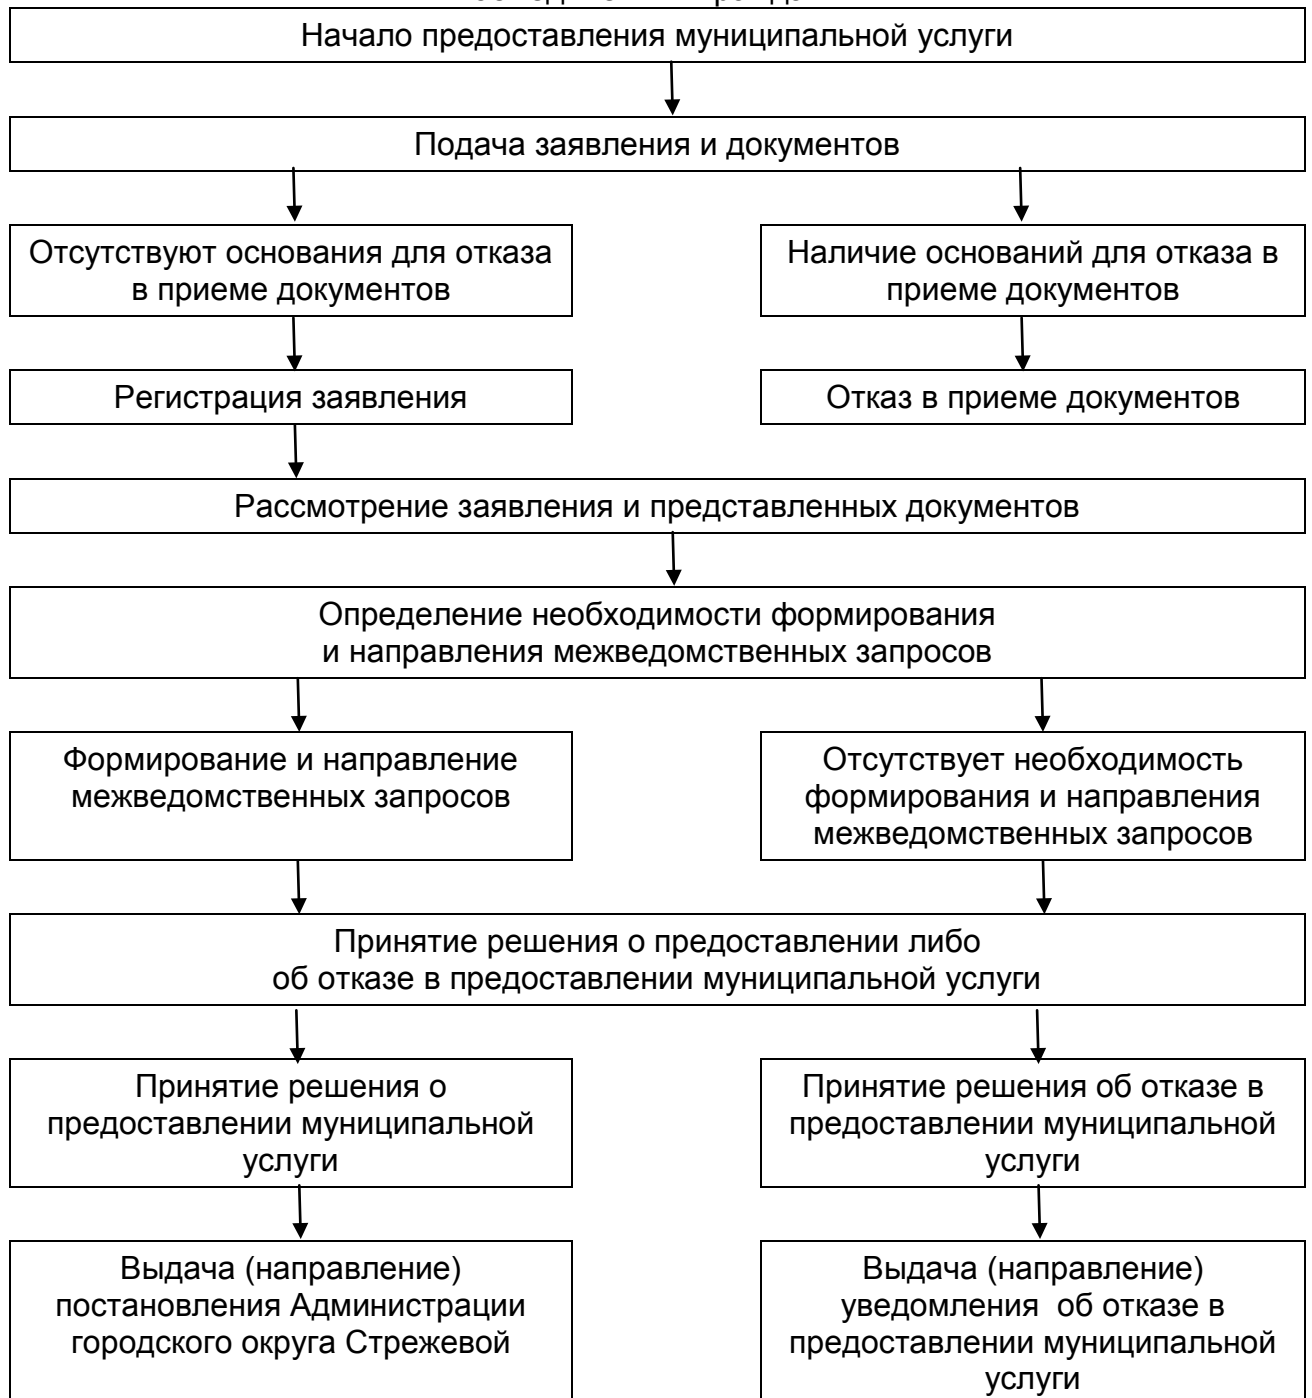 Начало предоставления муниципальной услуги
Подача заявления и документов
Отсутствуют основания для отказа
в приеме документов
Наличие оснований для отказа в
приеме документов
Регистрация заявления
Отказ в приеме документов
Рассмотрение заявления и представленных документов
Определение необходимости формирования
и направления межведомственных запросов
Формирование и направление
межведомственных запросов
Отсутствует необходимость
формирования и направления
межведомственных запросов
Принятие решения о предоставлении либо
об отказе в предоставлении муниципальной услуги
Принятие решения о
предоставлении муниципальной
услуги
Принятие решения об отказе в
предоставлении муниципальной
услуги
Выдача (направление)
постановления Администрации
городского округа Стрежевой
Выдача (направление)
уведомления  об отказе в
предоставлении муниципальной
услуги